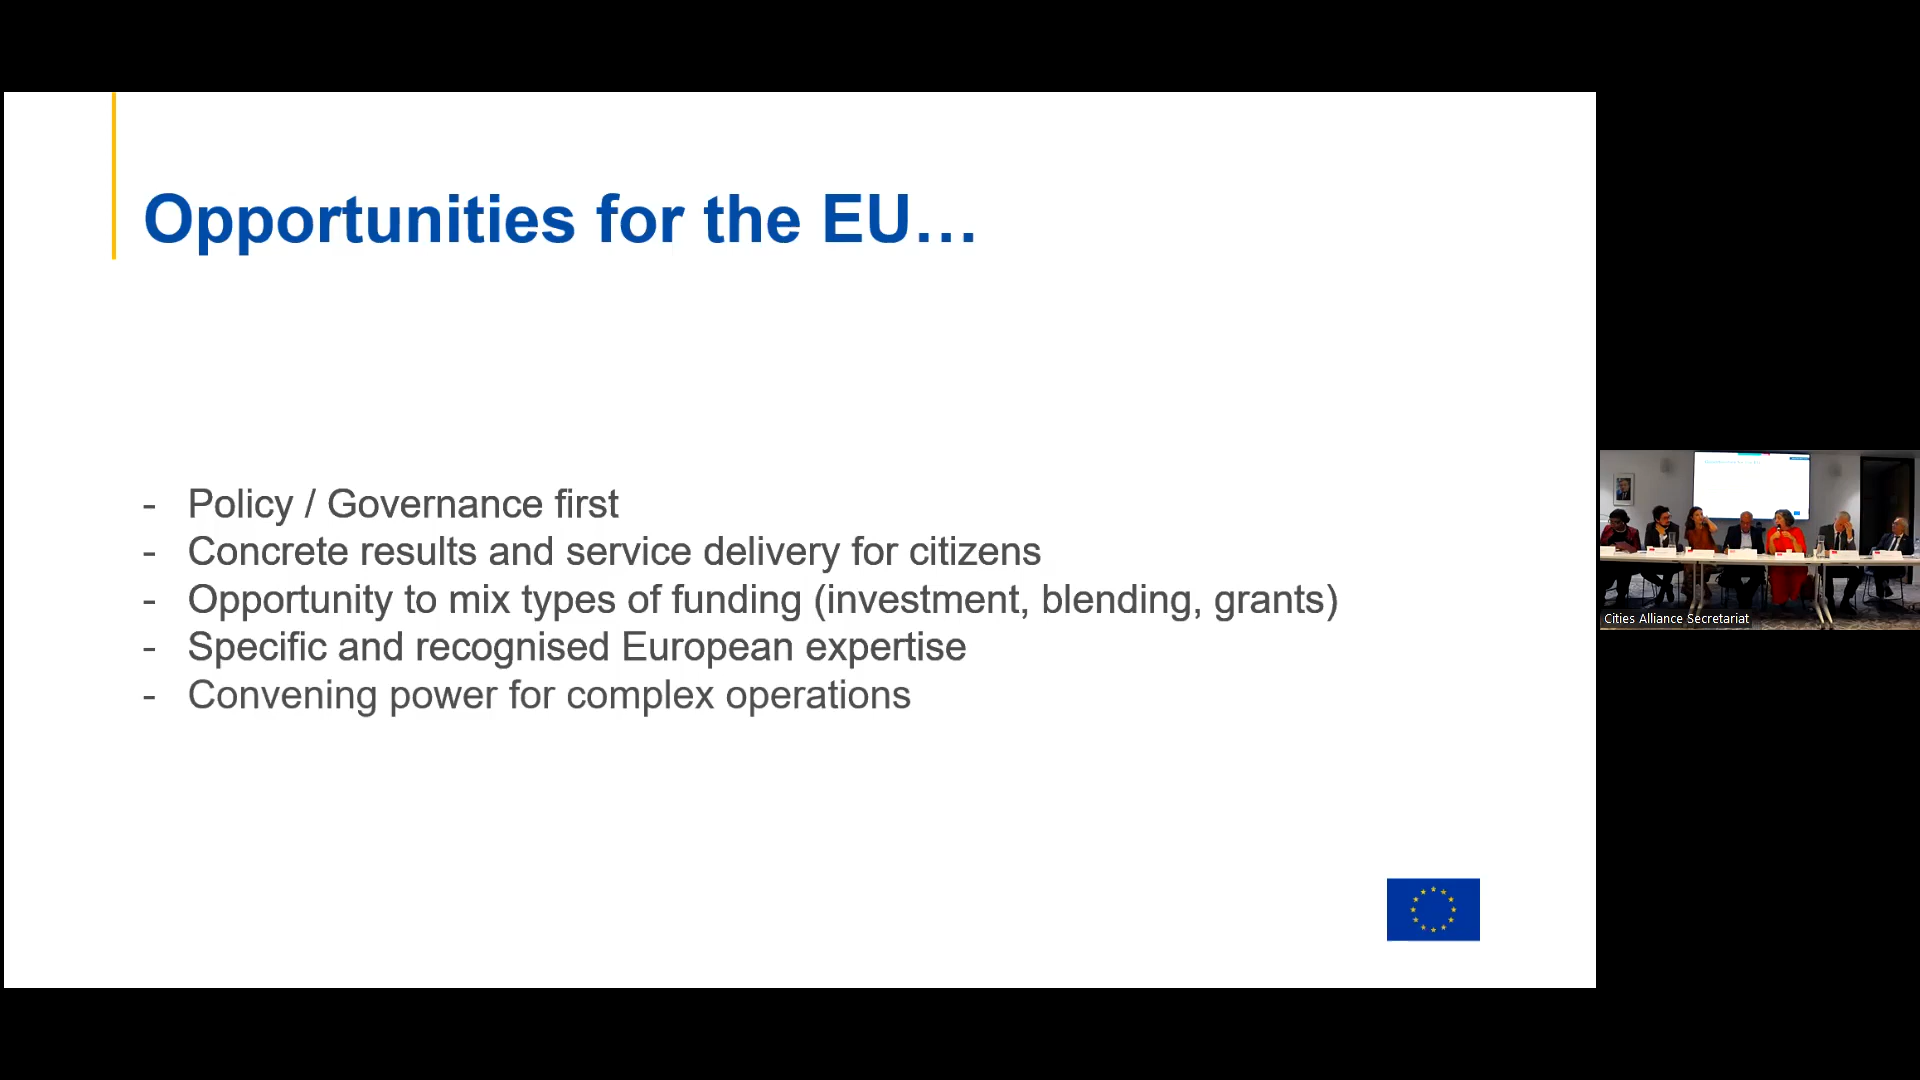 Opportunities for the EU…
- Policy / Governance first
- Concrete results and service delivery for citizens
- Opportunity to mix types of funding (investment, blending, grants)
- Specific and recognised European expertise
- Convening power for complex operations
Cities Alliance Secretariat